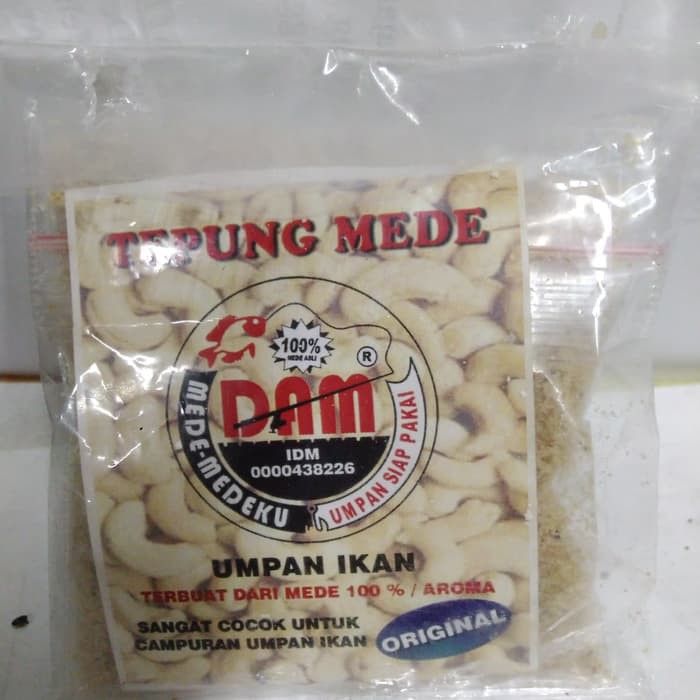 TEPUNG MEDE
100%
MEDE ASLI
®
DAM
IDM
0000438226
MEDE-MEDEKU
UMPAN SIAP PAKAI
UMPAN IKAN
TERBUAT DARI MEDE 100 % / AROMA
SANGAT COCOK UNTUK
CAMPURAN UMPAN IKAN
ORIGINAL